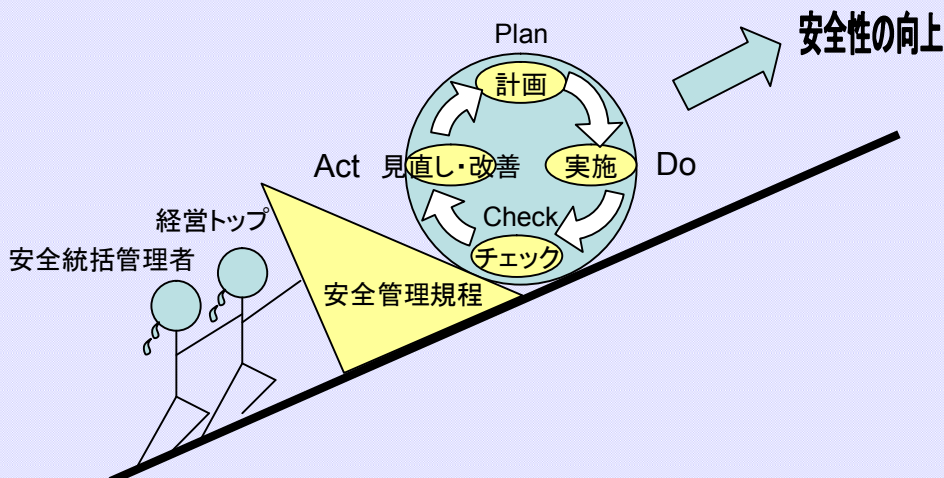 安全性の向上
Plan
計画
Act
見直し・改善
実施
Do
Check
チェック
経営トップ
安全統括管理者
安全管理規程